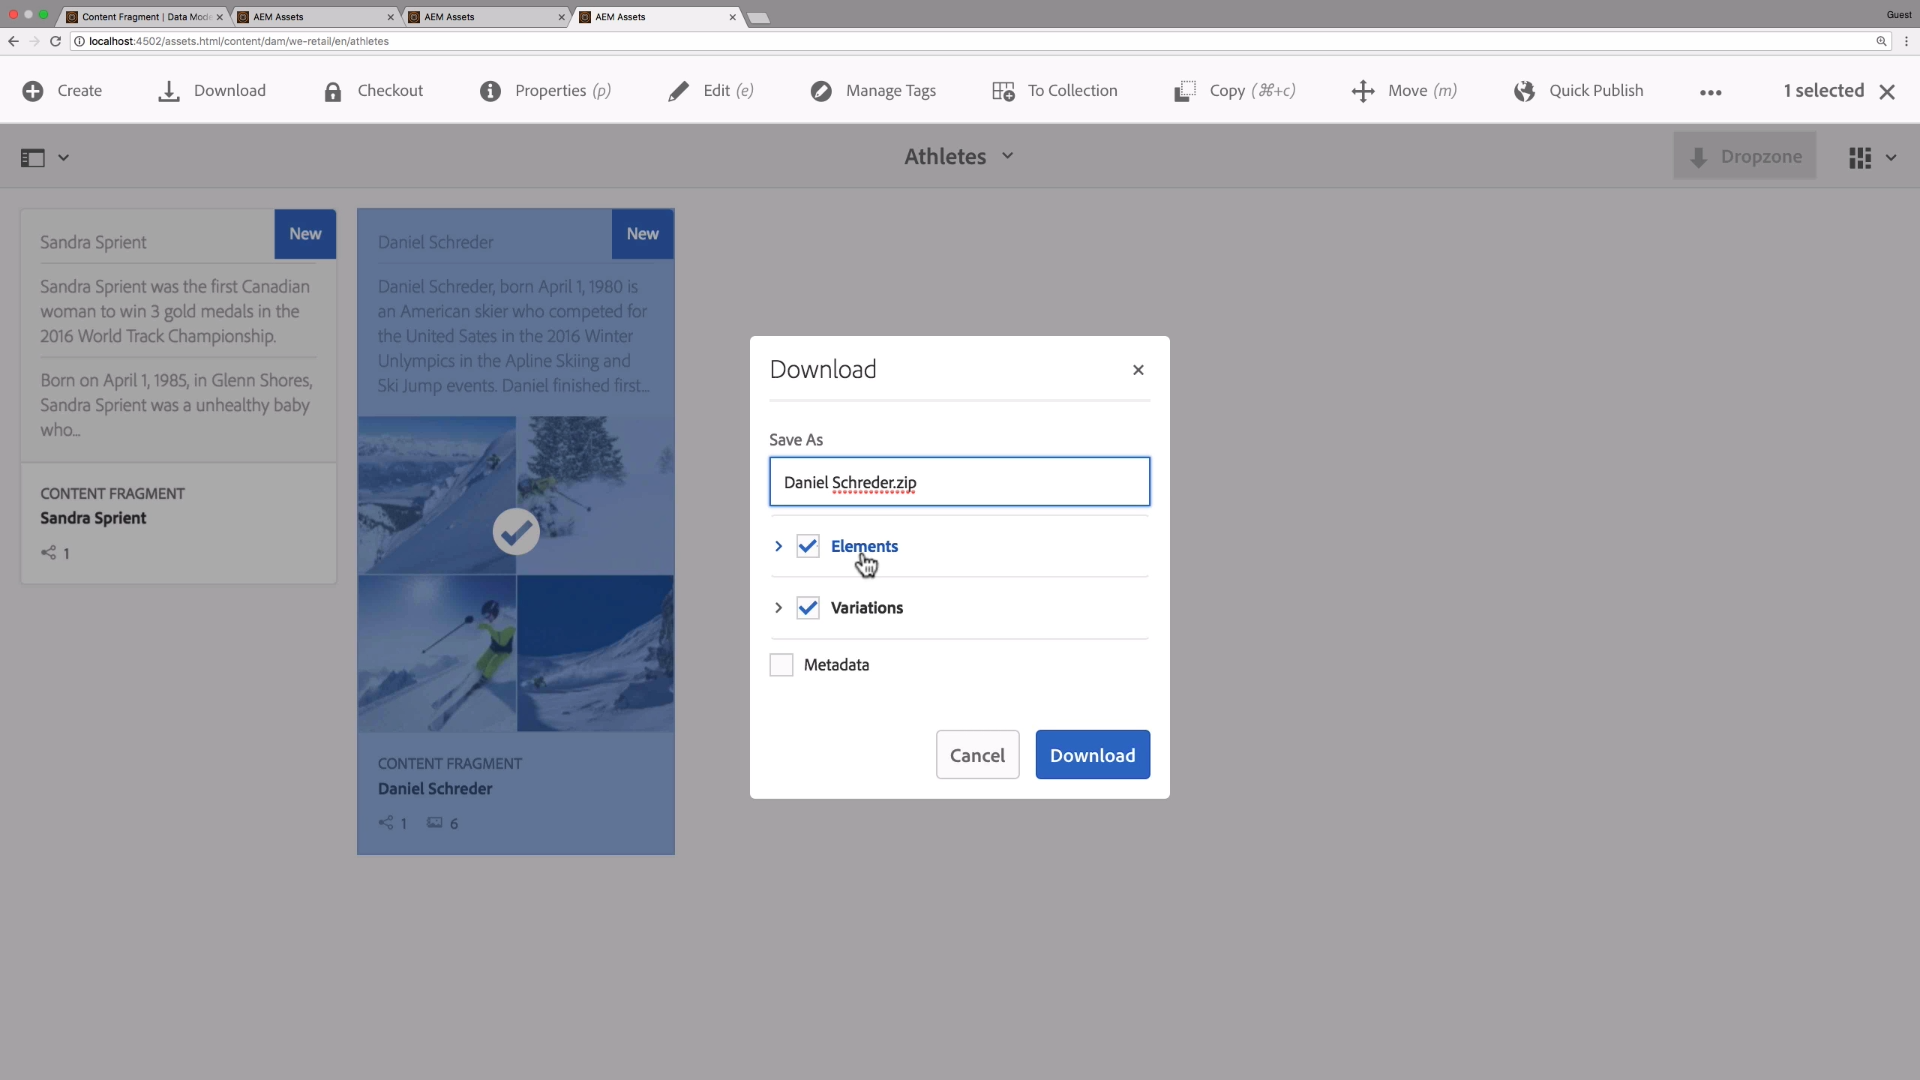 Content Fragment | Data Mode
AEM Assets
AEM Assets
AEM Assets
Guest
localhost:4502/assets.html/content/dam/we-retail/en/athletes
Create
Download
Checkout
Properties (p)
Edit (e)
Manage Tags
To Collection
Copy (⌘+c)
Move (m)
Quick Publish
1 selected
Athletes
Dropzone
Sandra Sprient
New
Sandra Sprient was the first Canadian
woman to win 3 gold medals in the
2016 World Track Championship.
Born on April 1, 1985, in Glenn Shores,
Sandra Sprient was a unhealthy baby
who...
CONTENT FRAGMENT
Sandra Sprient
1
Daniel Schreder
New
Daniel Schreder, born April 1, 1980 is
an American skier who competed for
the United Sates in the 2016 Winter
Unlympics in the Apline Skiing and
Ski Jump events. Daniel finished first...
CONTENT FRAGMENT
Daniel Schreder
1 6
Download
Save As
Daniel Schreder.zip
Elements
Variations
Metadata
Cancel
Download